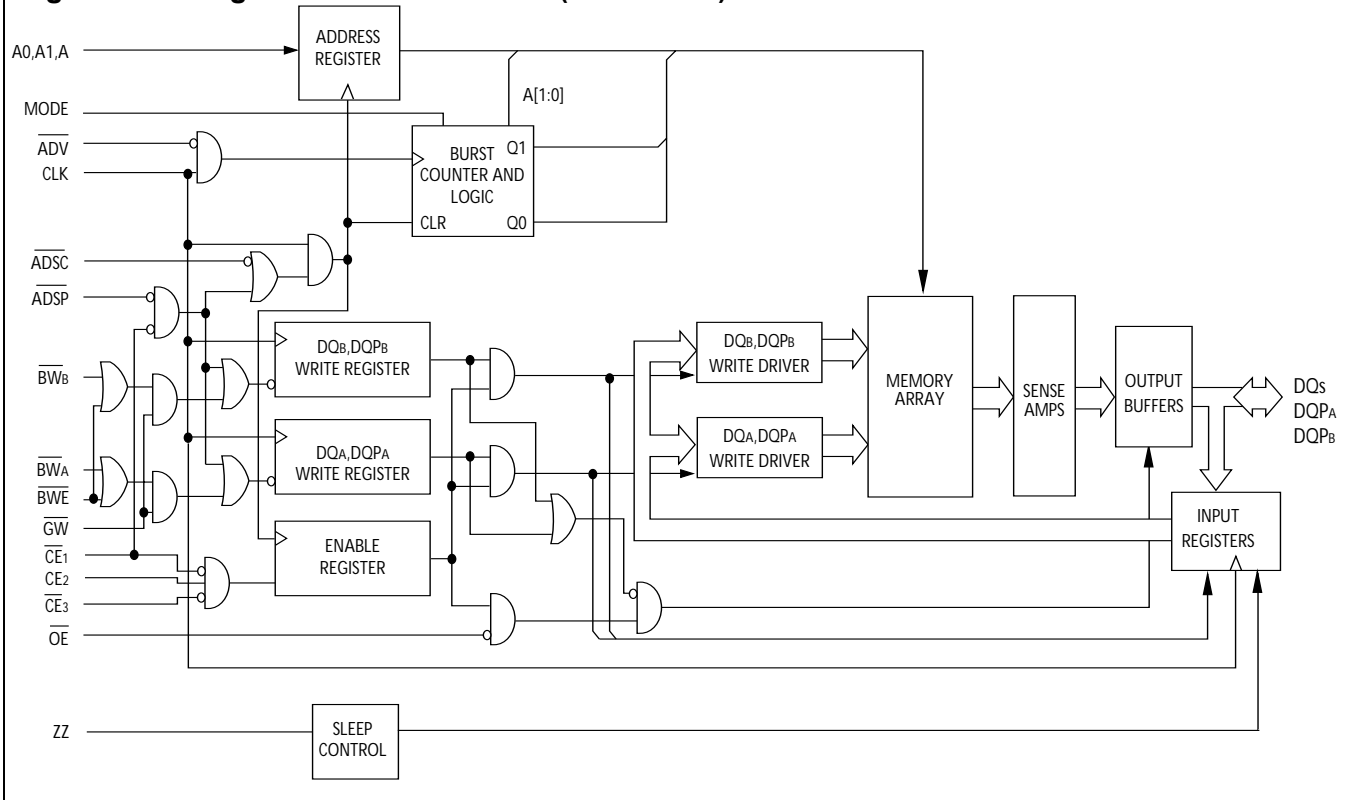 A0,A1,A
ADDRESS
REGISTER
MODE
A[1:0]
ADV
CLK
BURST
COUNTER AND
LOGIC
Q1
CLR
Q0
ADSC
ADSP
BWB
BWA
BWE
GW
CE1
CE2
CE3
OE
DQB,DQPB
WRITE REGISTER
DQA,DQPA
WRITE REGISTER
ENABLE
REGISTER
DQB,DQPB
WRITE DRIVER
DQA,DQPA
WRITE DRIVER
MEMORY
ARRAY
SENSE
AMPS
OUTPUT
BUFFERS
DQs
DQPA
DQPB
INPUT
REGISTERS
ZZ
SLEEP
CONTROL